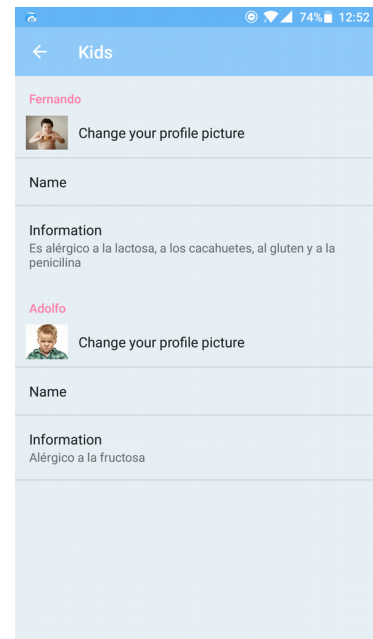 74% 12:52
Kids
Fernando
Change your profile picture
Name
Information
Es alérgico a la lactosa, a los cacahuetes, al gluten y a la
penicilina
Adolfo
Change your profile picture
Name
Information
Alérgico a la fructosa